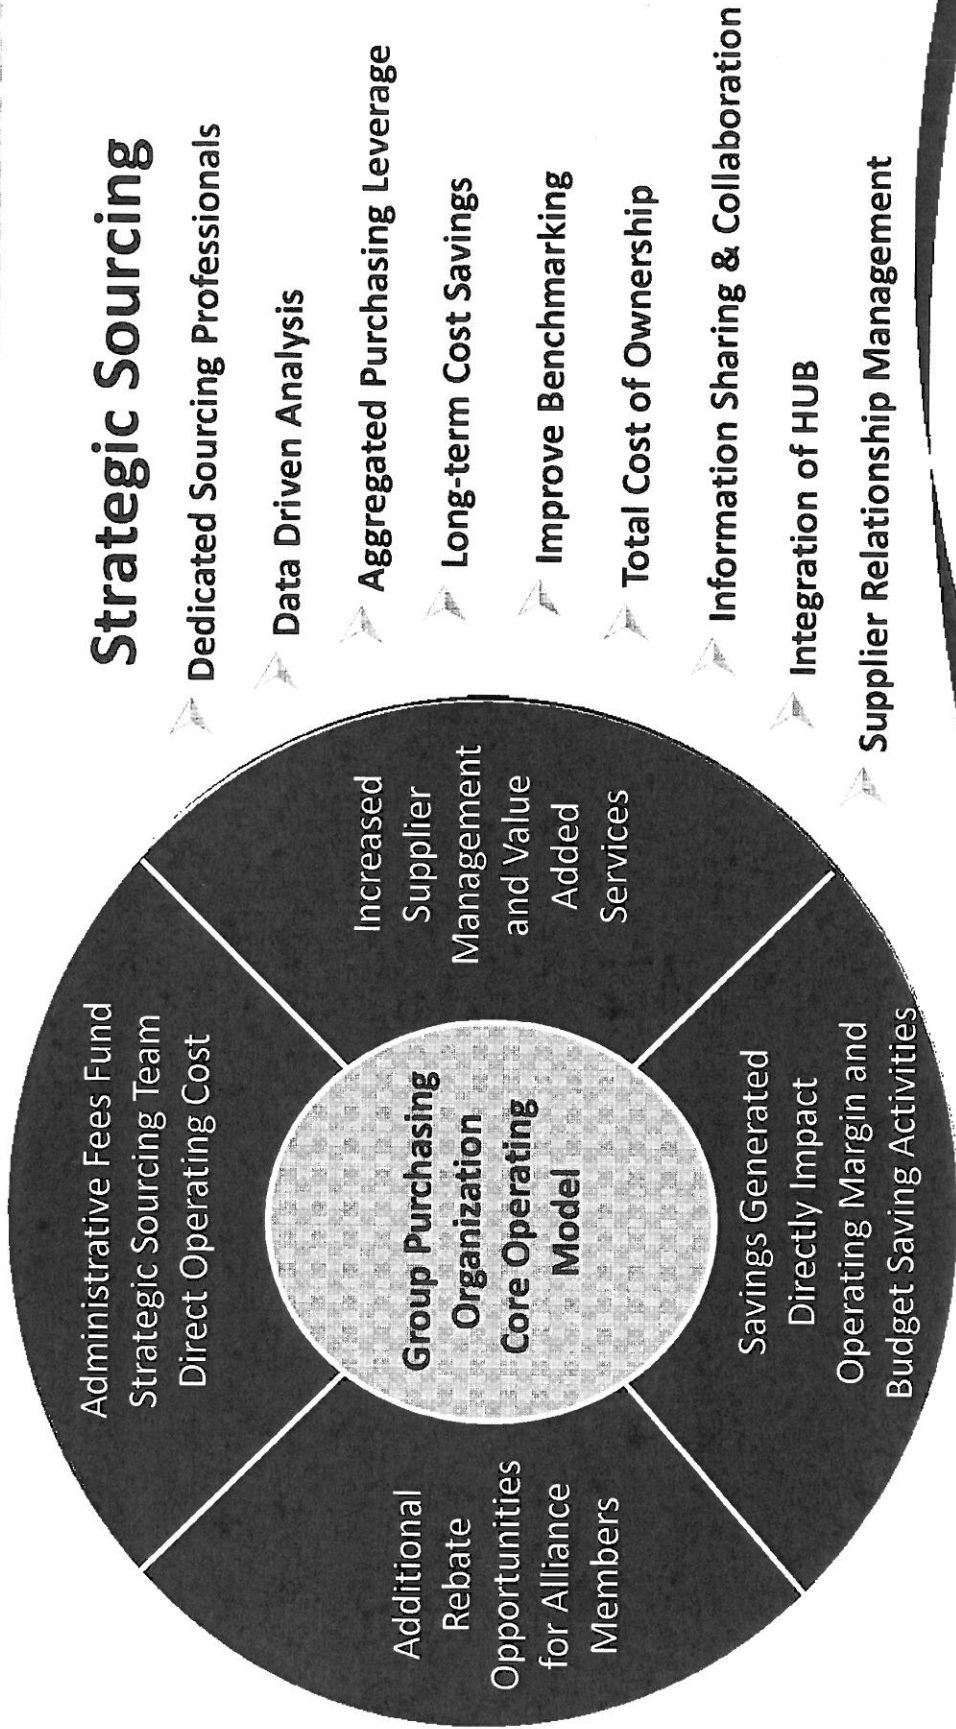 Strategic Sourcing
Dedicated Sourcing Professionals
Data Driven Analysis
Aggregated Purchasing Leverage
Long-term Cost Savings
Improve Benchmarking
Total Cost of Ownership
Information Sharing & Collaboration
Integration of HUB
Supplier Relationship Management
Administrative Fees Fund
Strategic Sourcing Team
Direct Operating Cost
Increased
Supplier
Management
and Value
Added
Services
Group Purchasing
Organization
Core Operating
Model
Additional
Rebate
Opportunities
for Alliance
Members
Savings Generated
Directly Impact
Operating Margin and
Budget Saving Activities